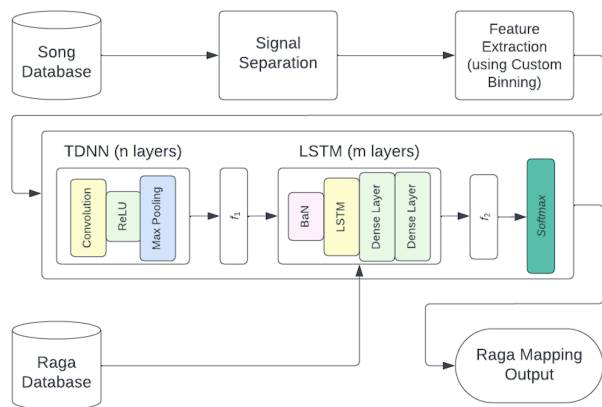 Song
Database
Signal
Separation
Feature
Extraction
(using Custom
Binning)
TDNN (n layers)
Convolution
ReLU
Max Pooling
f1
LSTM (m layers)
BaN
LSTM
Dense Layer
Dense Layer
f2
Softmax
Raga
Database
Raga Mapping
Output